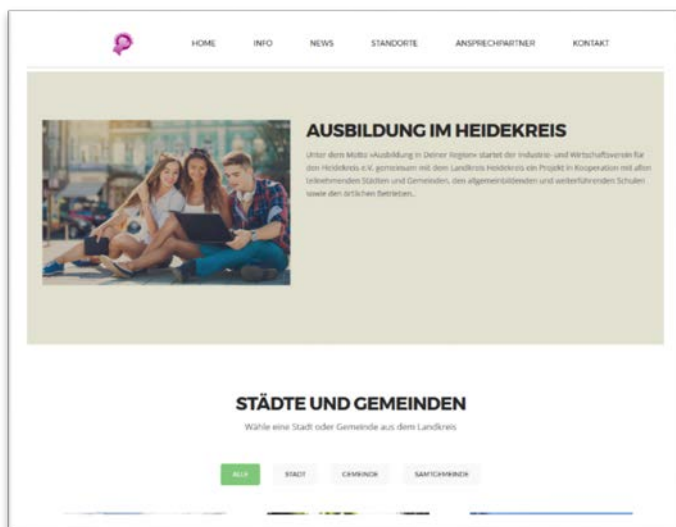 HOME INFO NEWS STANDORTE ANSPRECHPARTNER KONTAKT
AUSBILDUNG IM HEIDEKREIS
Unter dem Motto »Ausbildung in Deiner Region« startet der Industrie- und Wirtschaftsverein für
den Heidekreis e.V. gemeinsam mit dem Landkreis Heidekreis ein Projekt in Kooperation mit allen
teilnehmenden Städten und Gemeinden, den allgemeinbildenden und weiterführenden Schulen
sowie den örtlichen Betrieben..
STÄDTE UND GEMEINDEN
Wähle eine Stadt oder Gemeinde aus dem Landkreis
ALLE STADT GEMEINDE SAMTGEMEINDE